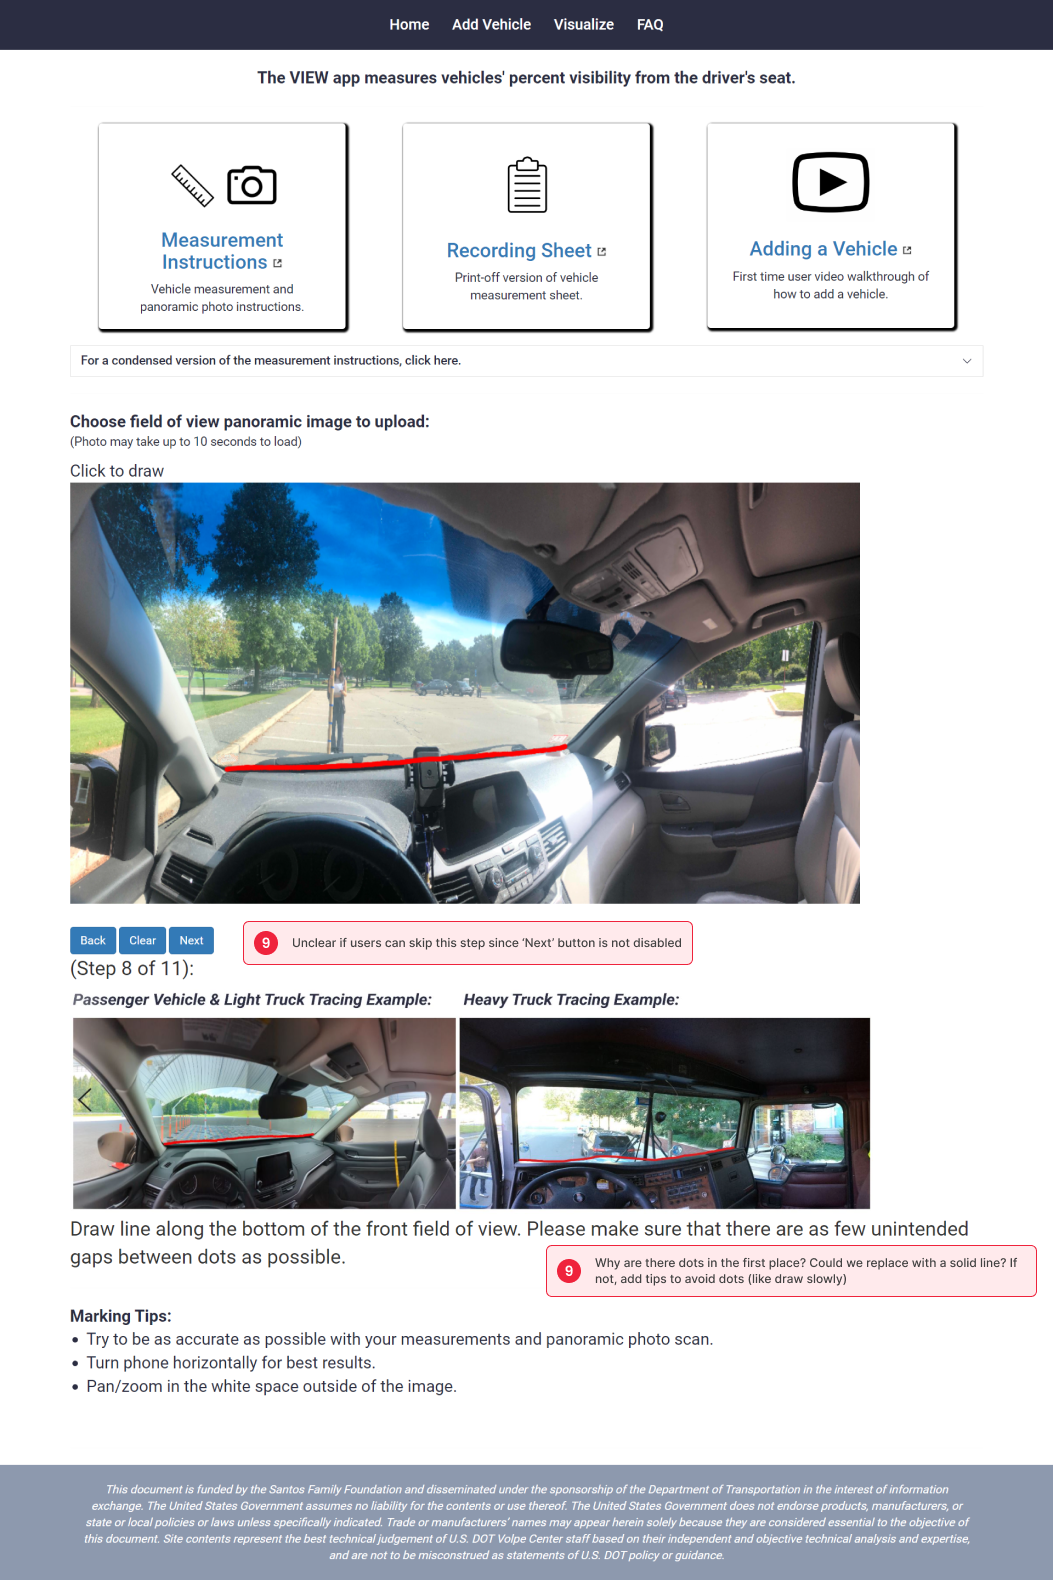 Home Add Vehicle Visualize FAQ
The VIEW app measures vehicles' percent visibility from the driver's seat.
Measurement
Instructions
Vehicle measurement and
panoramic photo instructions.
Recording Sheet
Print-off version of vehicle
measurement sheet.
Adding a Vehicle
First time user video walkthrough of
how to add a vehicle.
For a condensed version of the measurement instructions, click here.
Choose field of view panoramic image to upload:
(Photo may take up to 10 seconds to load)
Click to draw
Back Clear Next
9 Unclear if users can skip this step since 'Next' button is not disabled
(Step 8 of 11):
Passenger Vehicle & Light Truck Tracing Example: Heavy Truck Tracing Example:
Draw line along the bottom of the front field of view. Please make sure that there are as few unintended
gaps between dots as possible.
9 Why are there dots in the first place? Could we replace with a solid line? If
not, add tips to avoid dots (like draw slowly)
Marking Tips:
• Try to be as accurate as possible with your measurements and panoramic photo scan.
• Turn phone horizontally for best results.
• Pan/zoom in the white space outside of the image.
This document is funded by the Santos Family Foundation and disseminated under the sponsorship of the Department of Transportation in the interest of information
exchange. The United States Government assumes no liability for the contents or use thereof. The United States Government does not endorse products, manufacturers, or
state or local policies or laws unless specifically indicated. Trade or manufacturers' names may appear herein solely because they are considered essential to the objective of
this document. Site contents represent the best technical judgement of U.S. DOT Volpe Center staff based on their independent and objective technical analysis and expertise,
and are not to be misconstrued as statements of U.S. DOT policy or guidance.